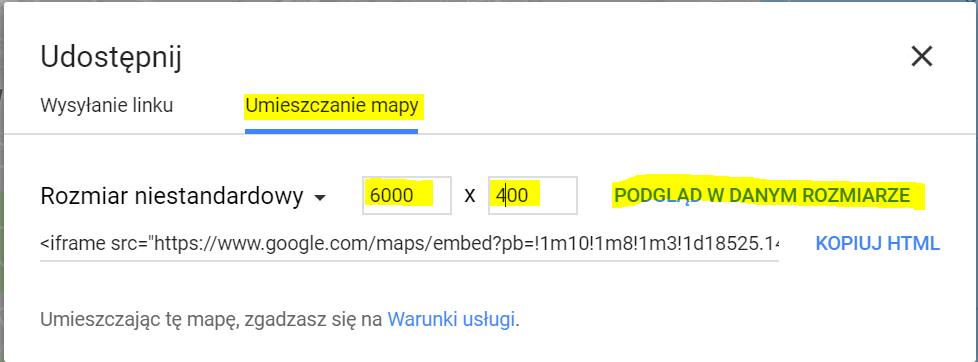 Udostępnij
Wysyłanie linku Umieszczanie mapy
Rozmiar niestandardowy 6000 x 400 PODGLĄD W DANYM ROZMIARZE
<iframe src="https://www.google.com/maps/embed?pb=!1m10!1m8!1m3!1d18525.14 KOPIUJ HTML
Umieszczając tę mapę, zgadzasz się na Warunki usługi.